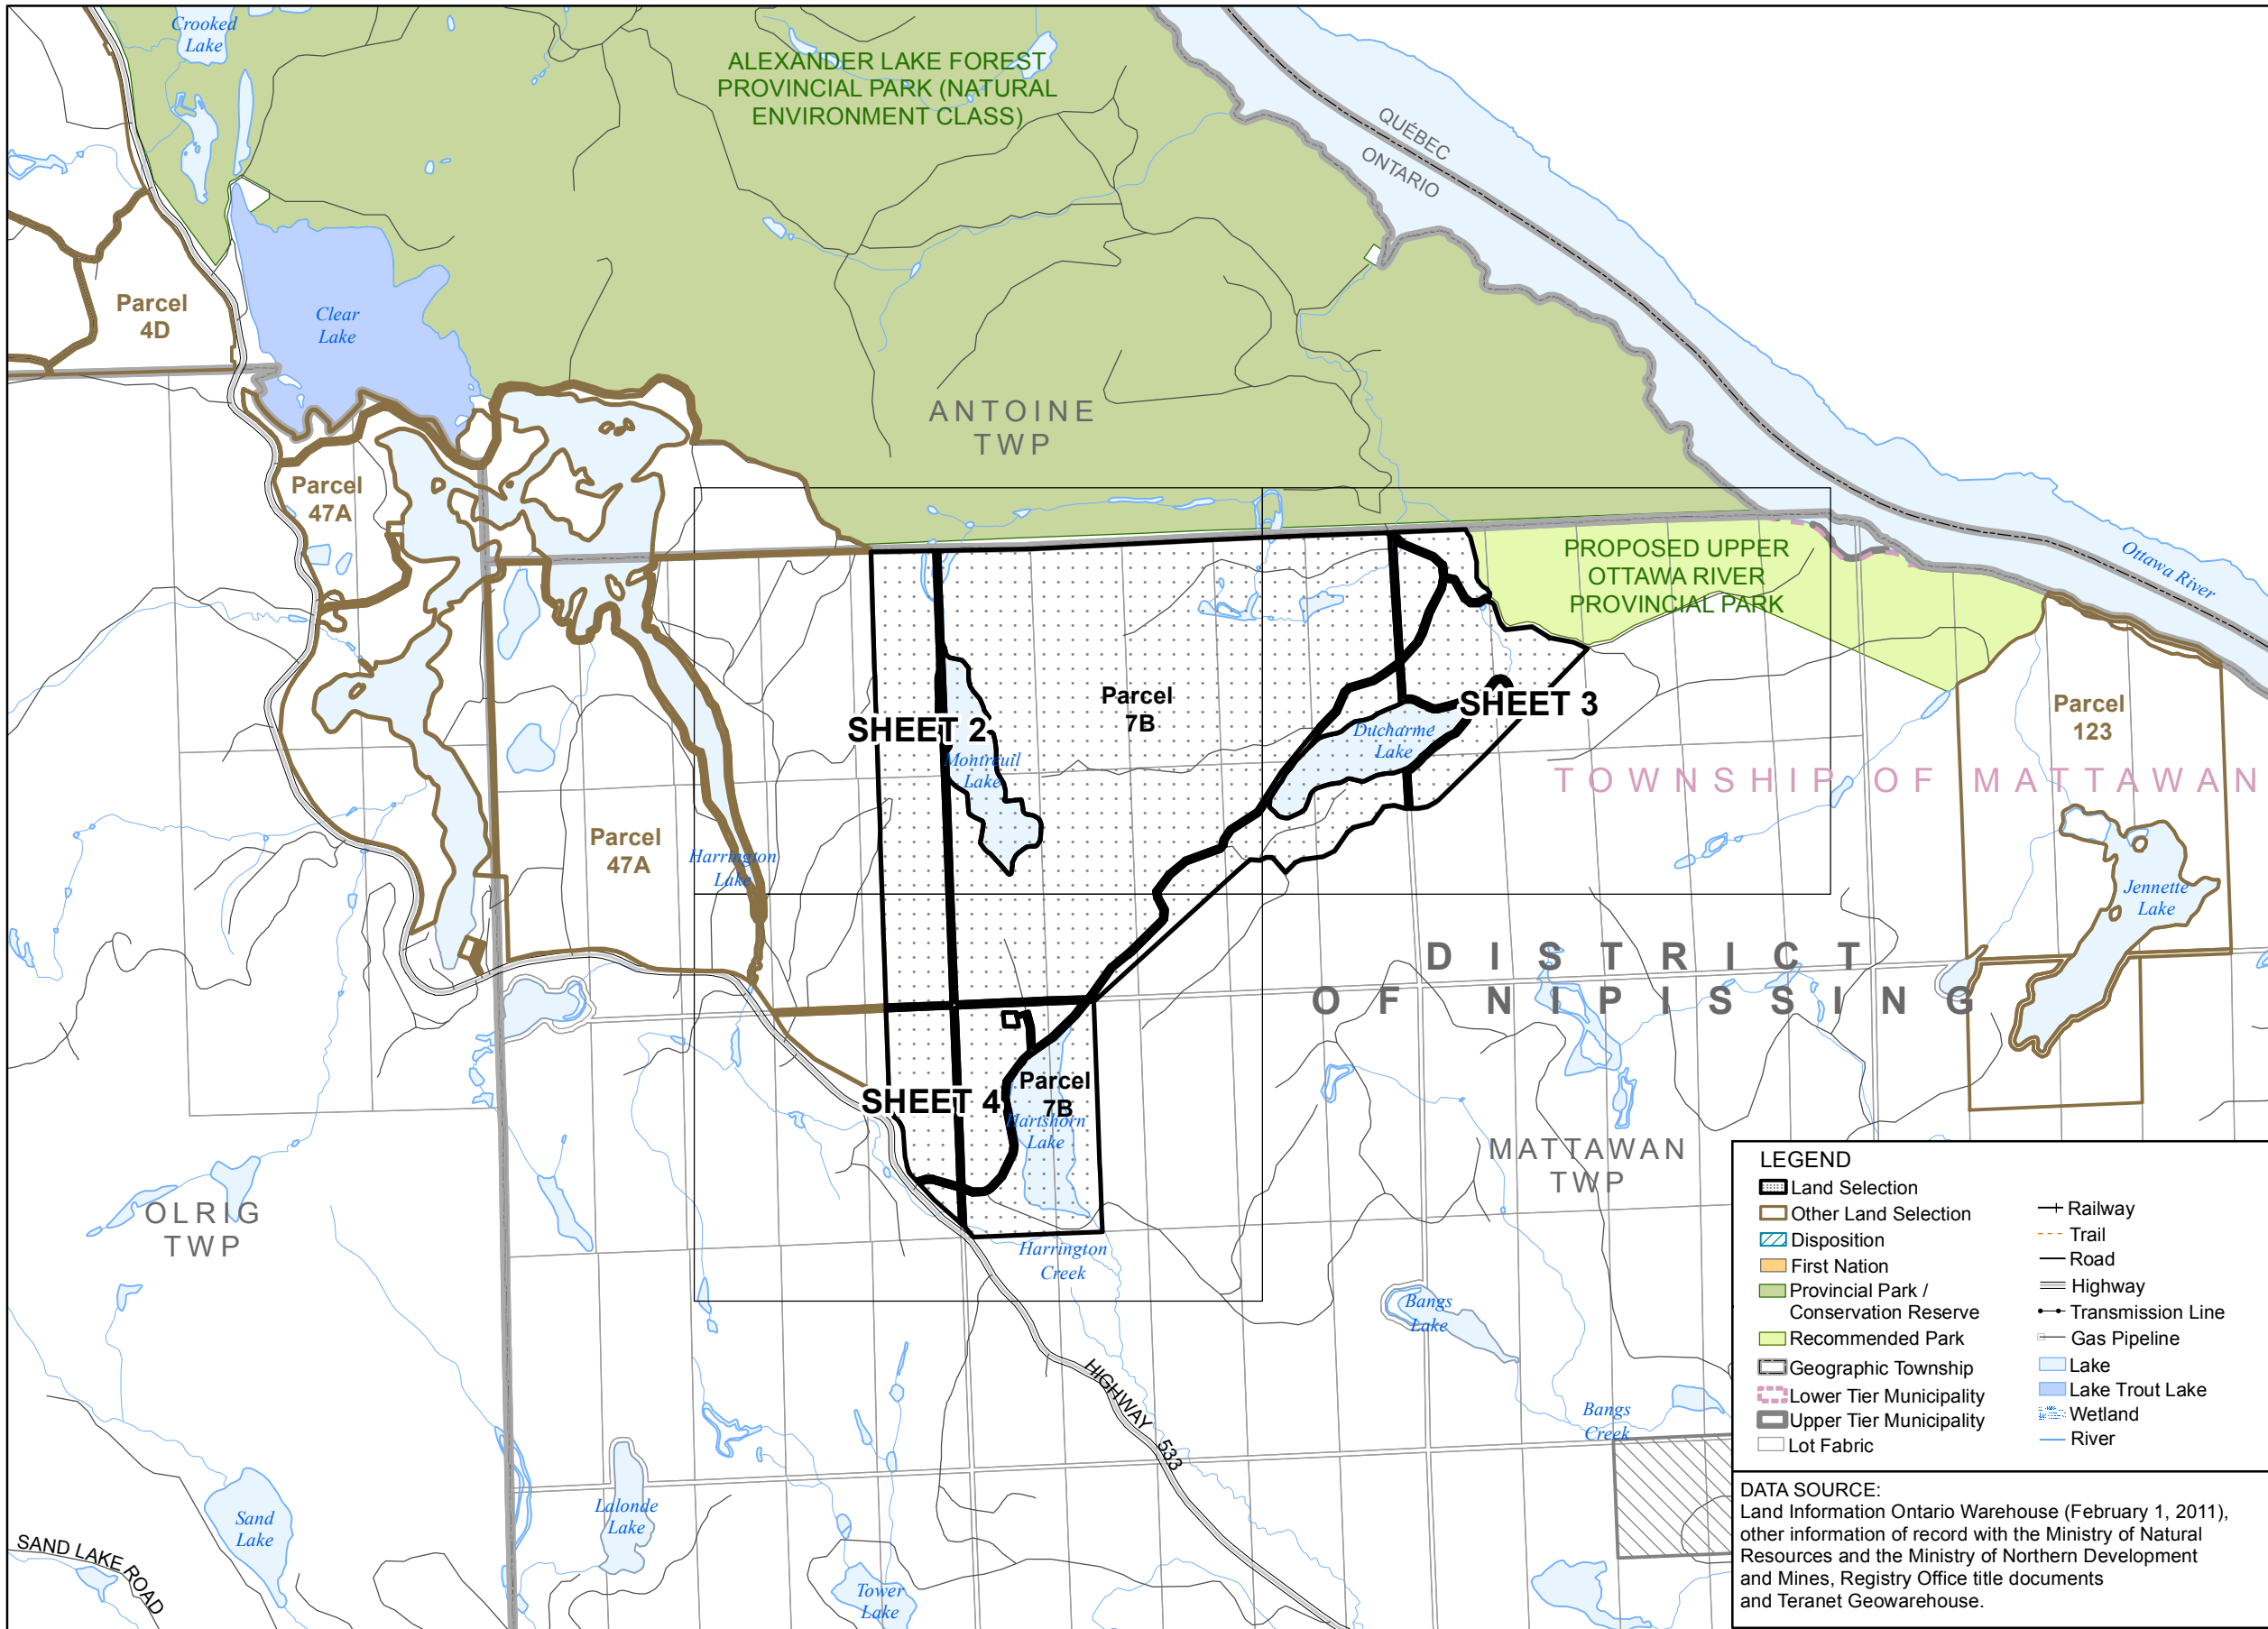 Crooked
Lake
ALEXANDER LAKE FOREST
PROVINCIAL PARK (NATURAL
ENVIRONMENT CLASS)
QUÉBEC
ONTARIO
Parcel
4D
Clear
Lake
ANTOINE
TWP
Parcel
47A
PROPOSED UPPER
OTTAWA RIVER
PROVINCIAL PARK
Ottawa River
Parcel
7B
SHEET 2
SHEET 3
Parcel
123
Montreuil
Lake
Ducharme
Lake
TOWNSHIP OF MATTAWAN
Parcel
47A
Harrington
Lake
Jennette
Lake
DISTRICT
OF NIPISSING
SHEET 4
Parcel
7B
Hartshorn
Lake
MATTAWAN
TWP
OLRIG
TWP
Harrington
Creek
Bangs
Lake
HIGHWAY 533
Bangs
Creek
Sand
Lake
Lalonde
Lake
SAND LAKE ROAD
Tower
Lake
LEGEND
Land Selection
Other Land Selection
Disposition
First Nation
Provincial Park /
Conservation Reserve
Recommended Park
Geographic Township
Lower Tier Municipality
Upper Tier Municipality
Lot Fabric
Railway
Trail
Road
Highway
Transmission Line
Gas Pipeline
Lake
Lake Trout Lake
Wetland
River
DATA SOURCE:
Land Information Ontario Warehouse (February 1, 2011),
other information of record with the Ministry of Natural
Resources and the Ministry of Northern Development
and Mines, Registry Office title documents
and Teranet Geowarehouse.